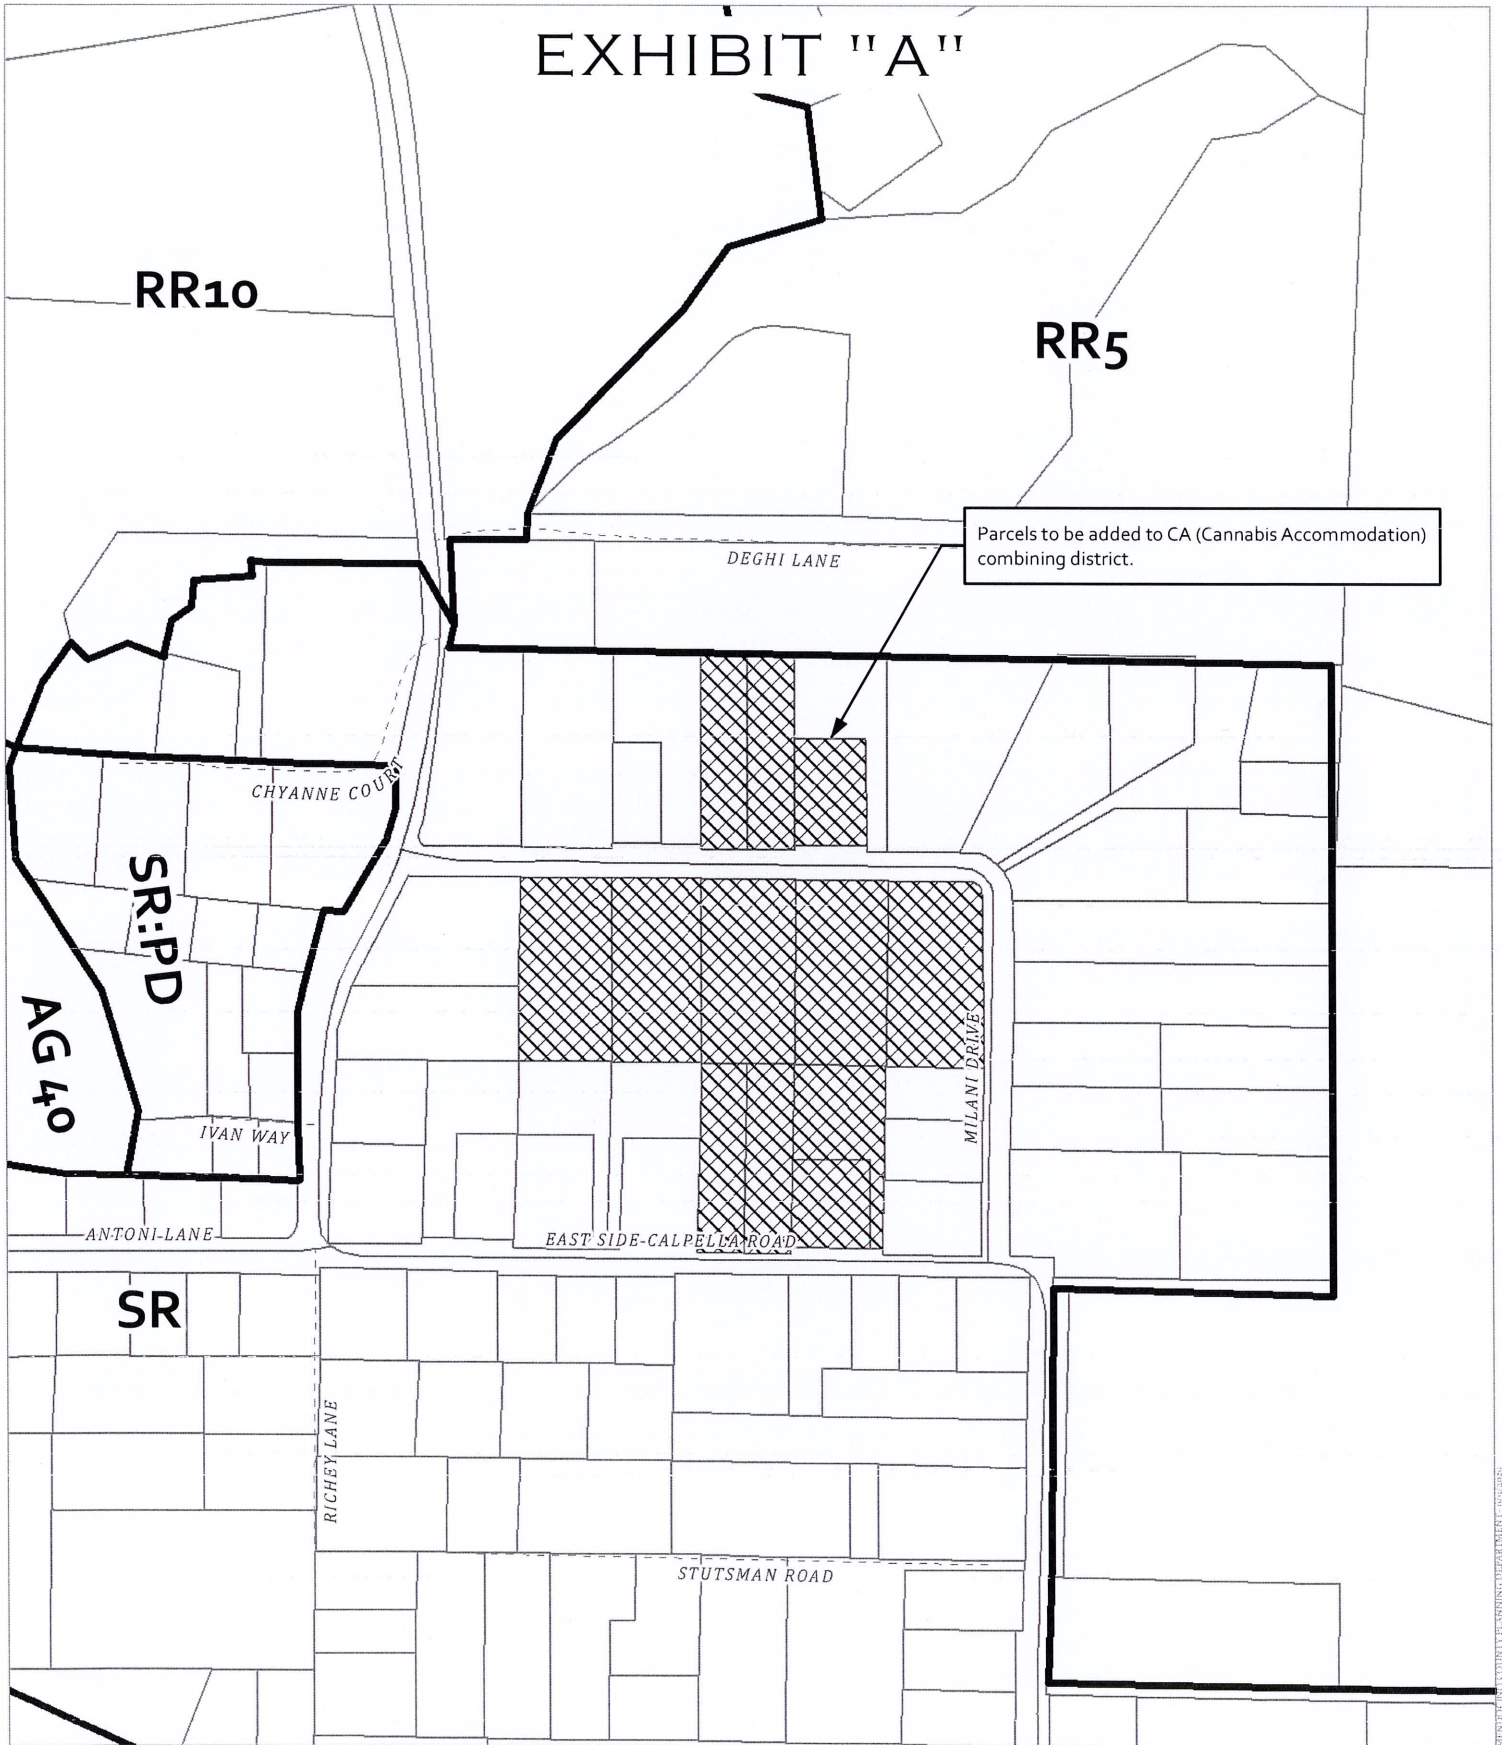 EXHIBIT "A"
RR10
RR5
Parcels to be added to CA (Cannabis Accommodation)
combining district.
DEGHI LANE
CHYANNE COURT
SR:PD
AG 40
MILANI DRIVE
IVAN WAY
ANTONI LANE
EAST SIDE CALPELLA ROAD
SR
RICHEY LANE
STUTSMAN ROAD